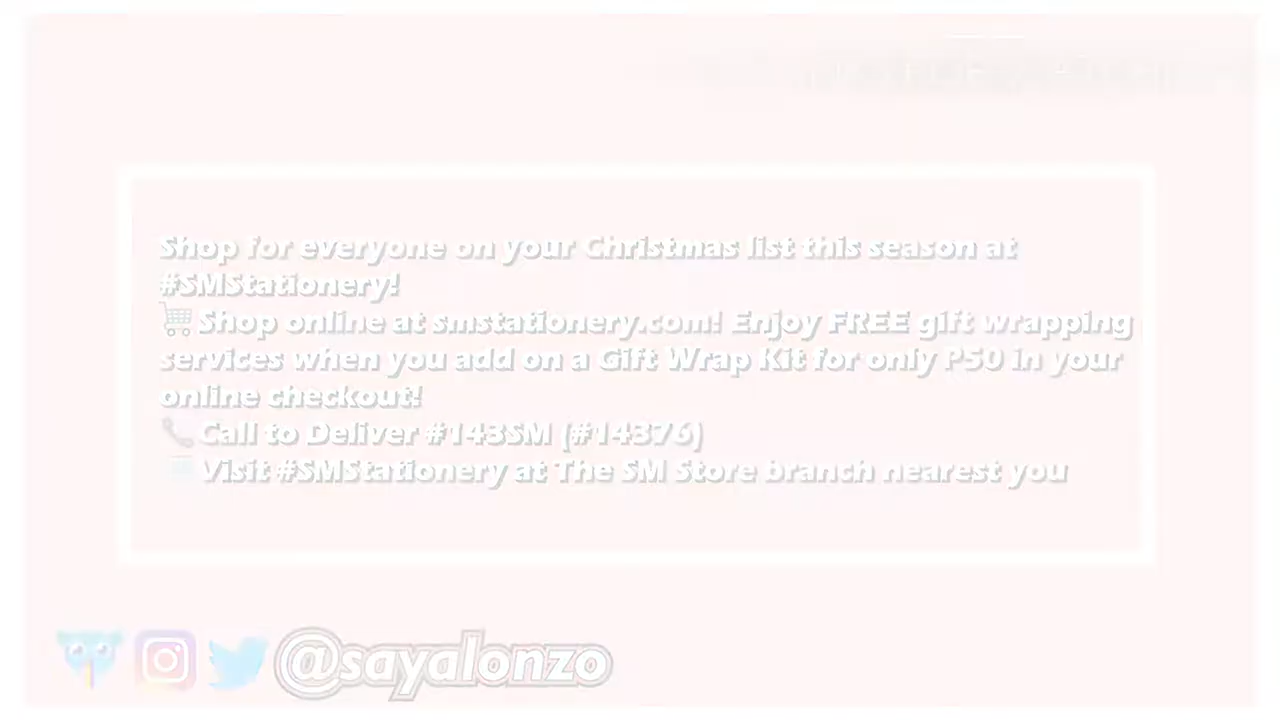 Shop for everyone on your Christmas list this season at
#SMStationery!
🛒Shop online at smstationery.com! Enjoy FREE gift wrapping
services when you add on a Gift Wrap Kit for only P50 in your
online checkout!
📞Call to Deliver #143SM (#14376)
Visit #SMStationery at The SM Store branch nearest you
@sayalonzo